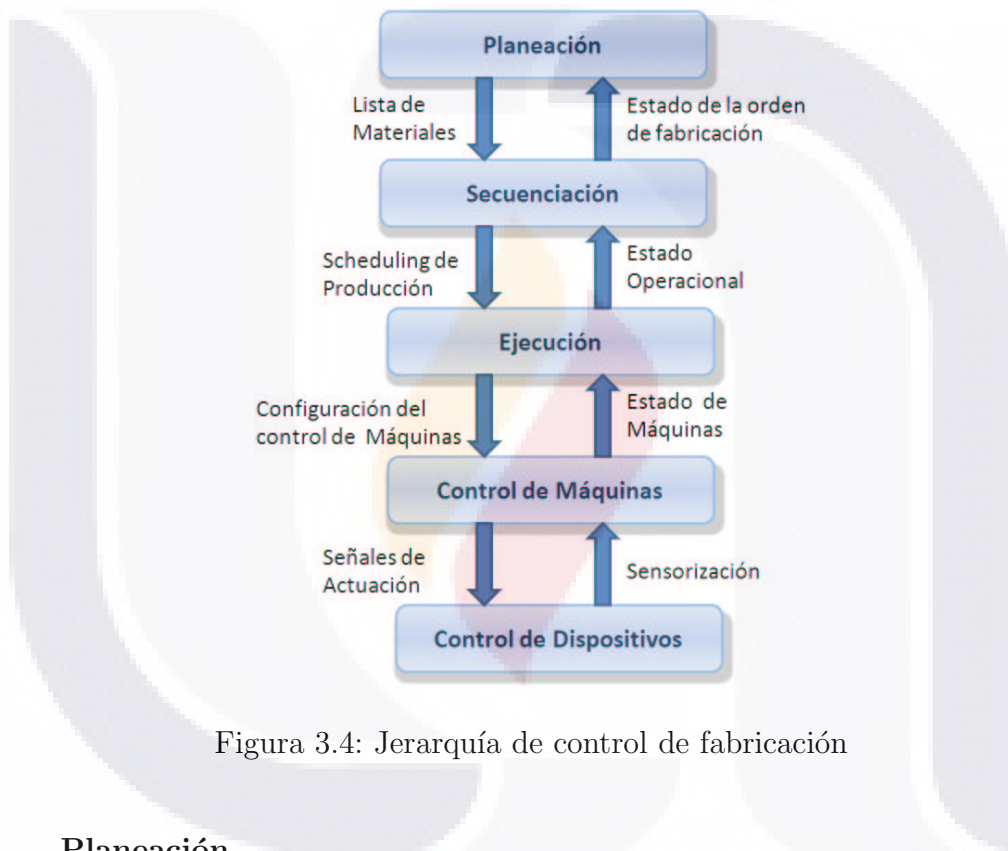 Planeación
Lista de
Materiales
Estado de la orden
de fabricación
Secuenciación
Scheduling de
Producción
Estado
Operacional
Ejecución
Configuración del
control de Máquinas
Estado de
Máquinas
Control de Máquinas
Señales de
Actuación
Sensorización
Control de Dispositivos
Figura 3.4: Jerarquía de control de fabricación
Planeación